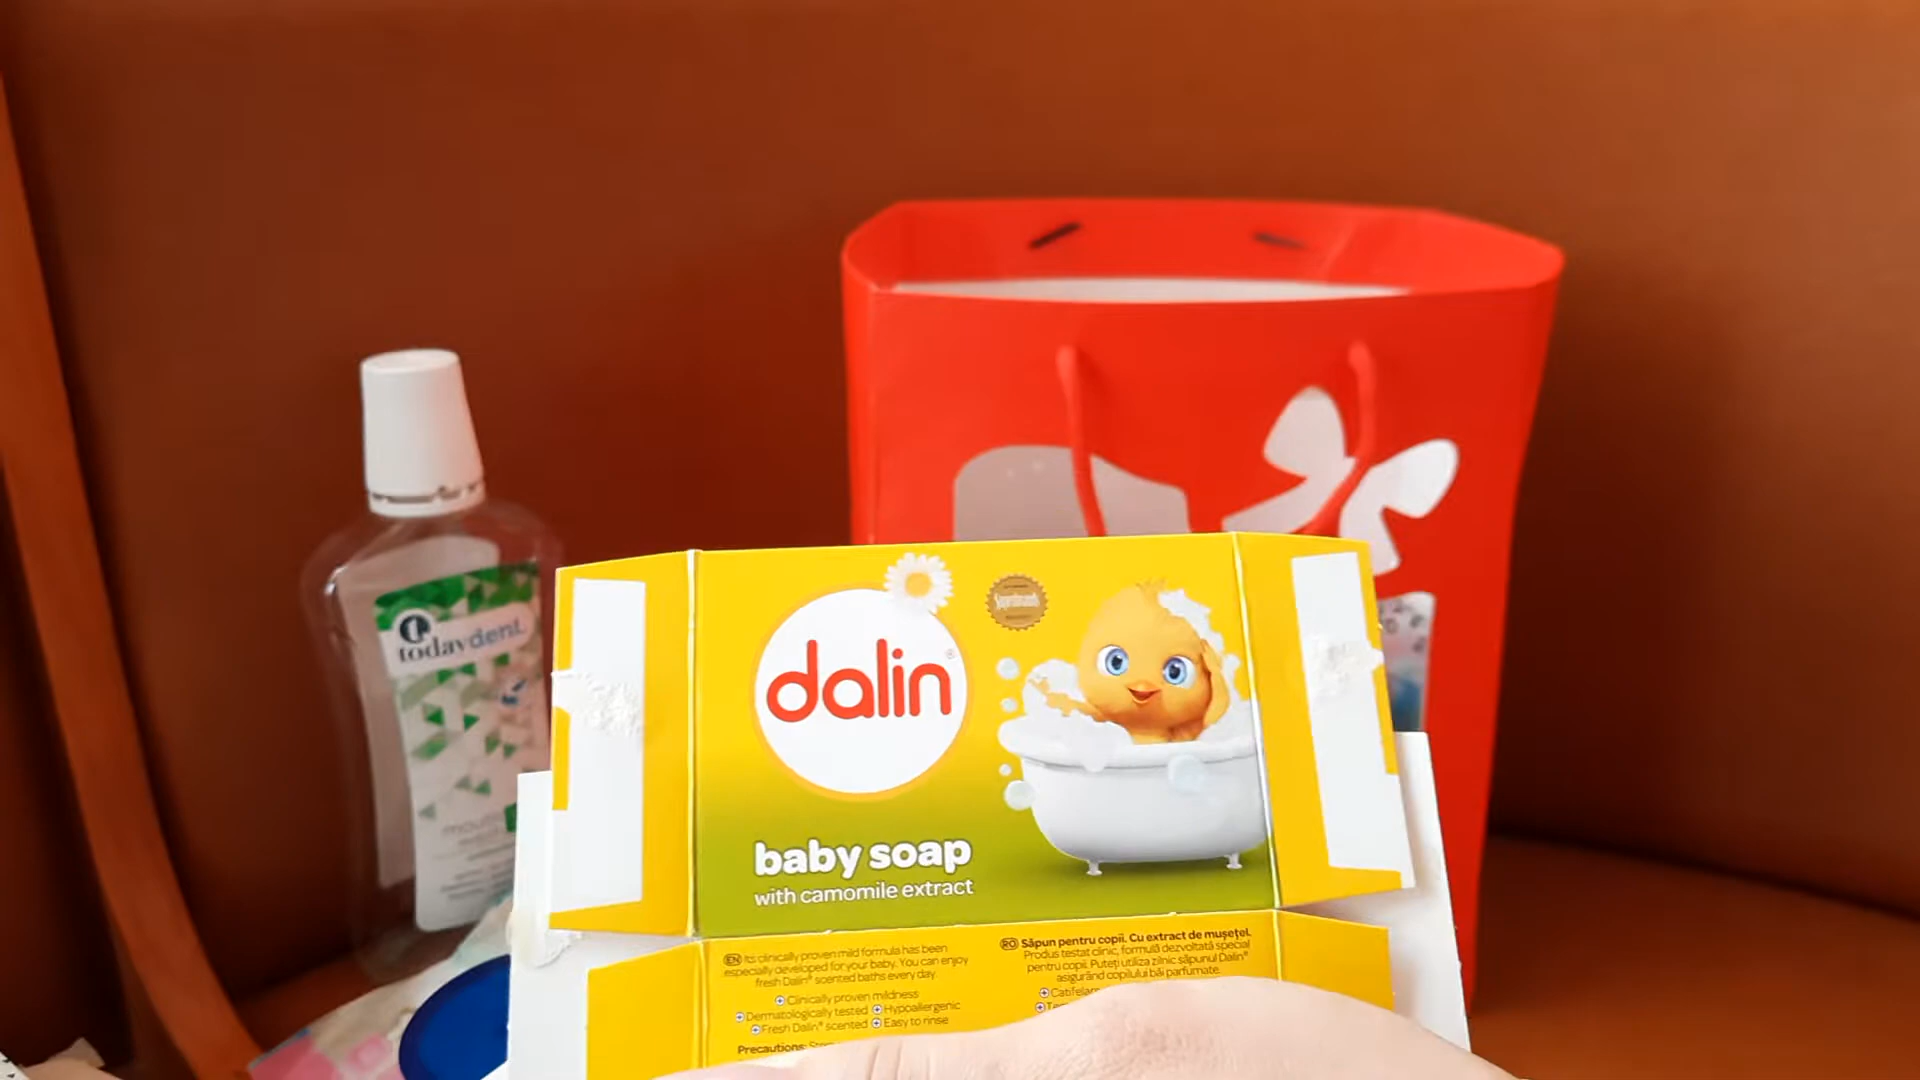 todaydent
dalin®
baby soap
with camomile extract
EN Its clinically proven mild formula has been
especially developed for your baby. You can enjoy
fresh Dalin® scented baths every day.
Clinically proven mildness
Dermatologically tested Hypoallergenic
Fresh Dalin® scented Easy to rinse
Precautions:
RO Săpun pentru copii. Cu extract de mușețel.
Produs testat clinic, formulă dezvoltată special
pentru copii. Puteți utiliza zilnic săpunul Dalin®
asigurând copilului băi parfumate.